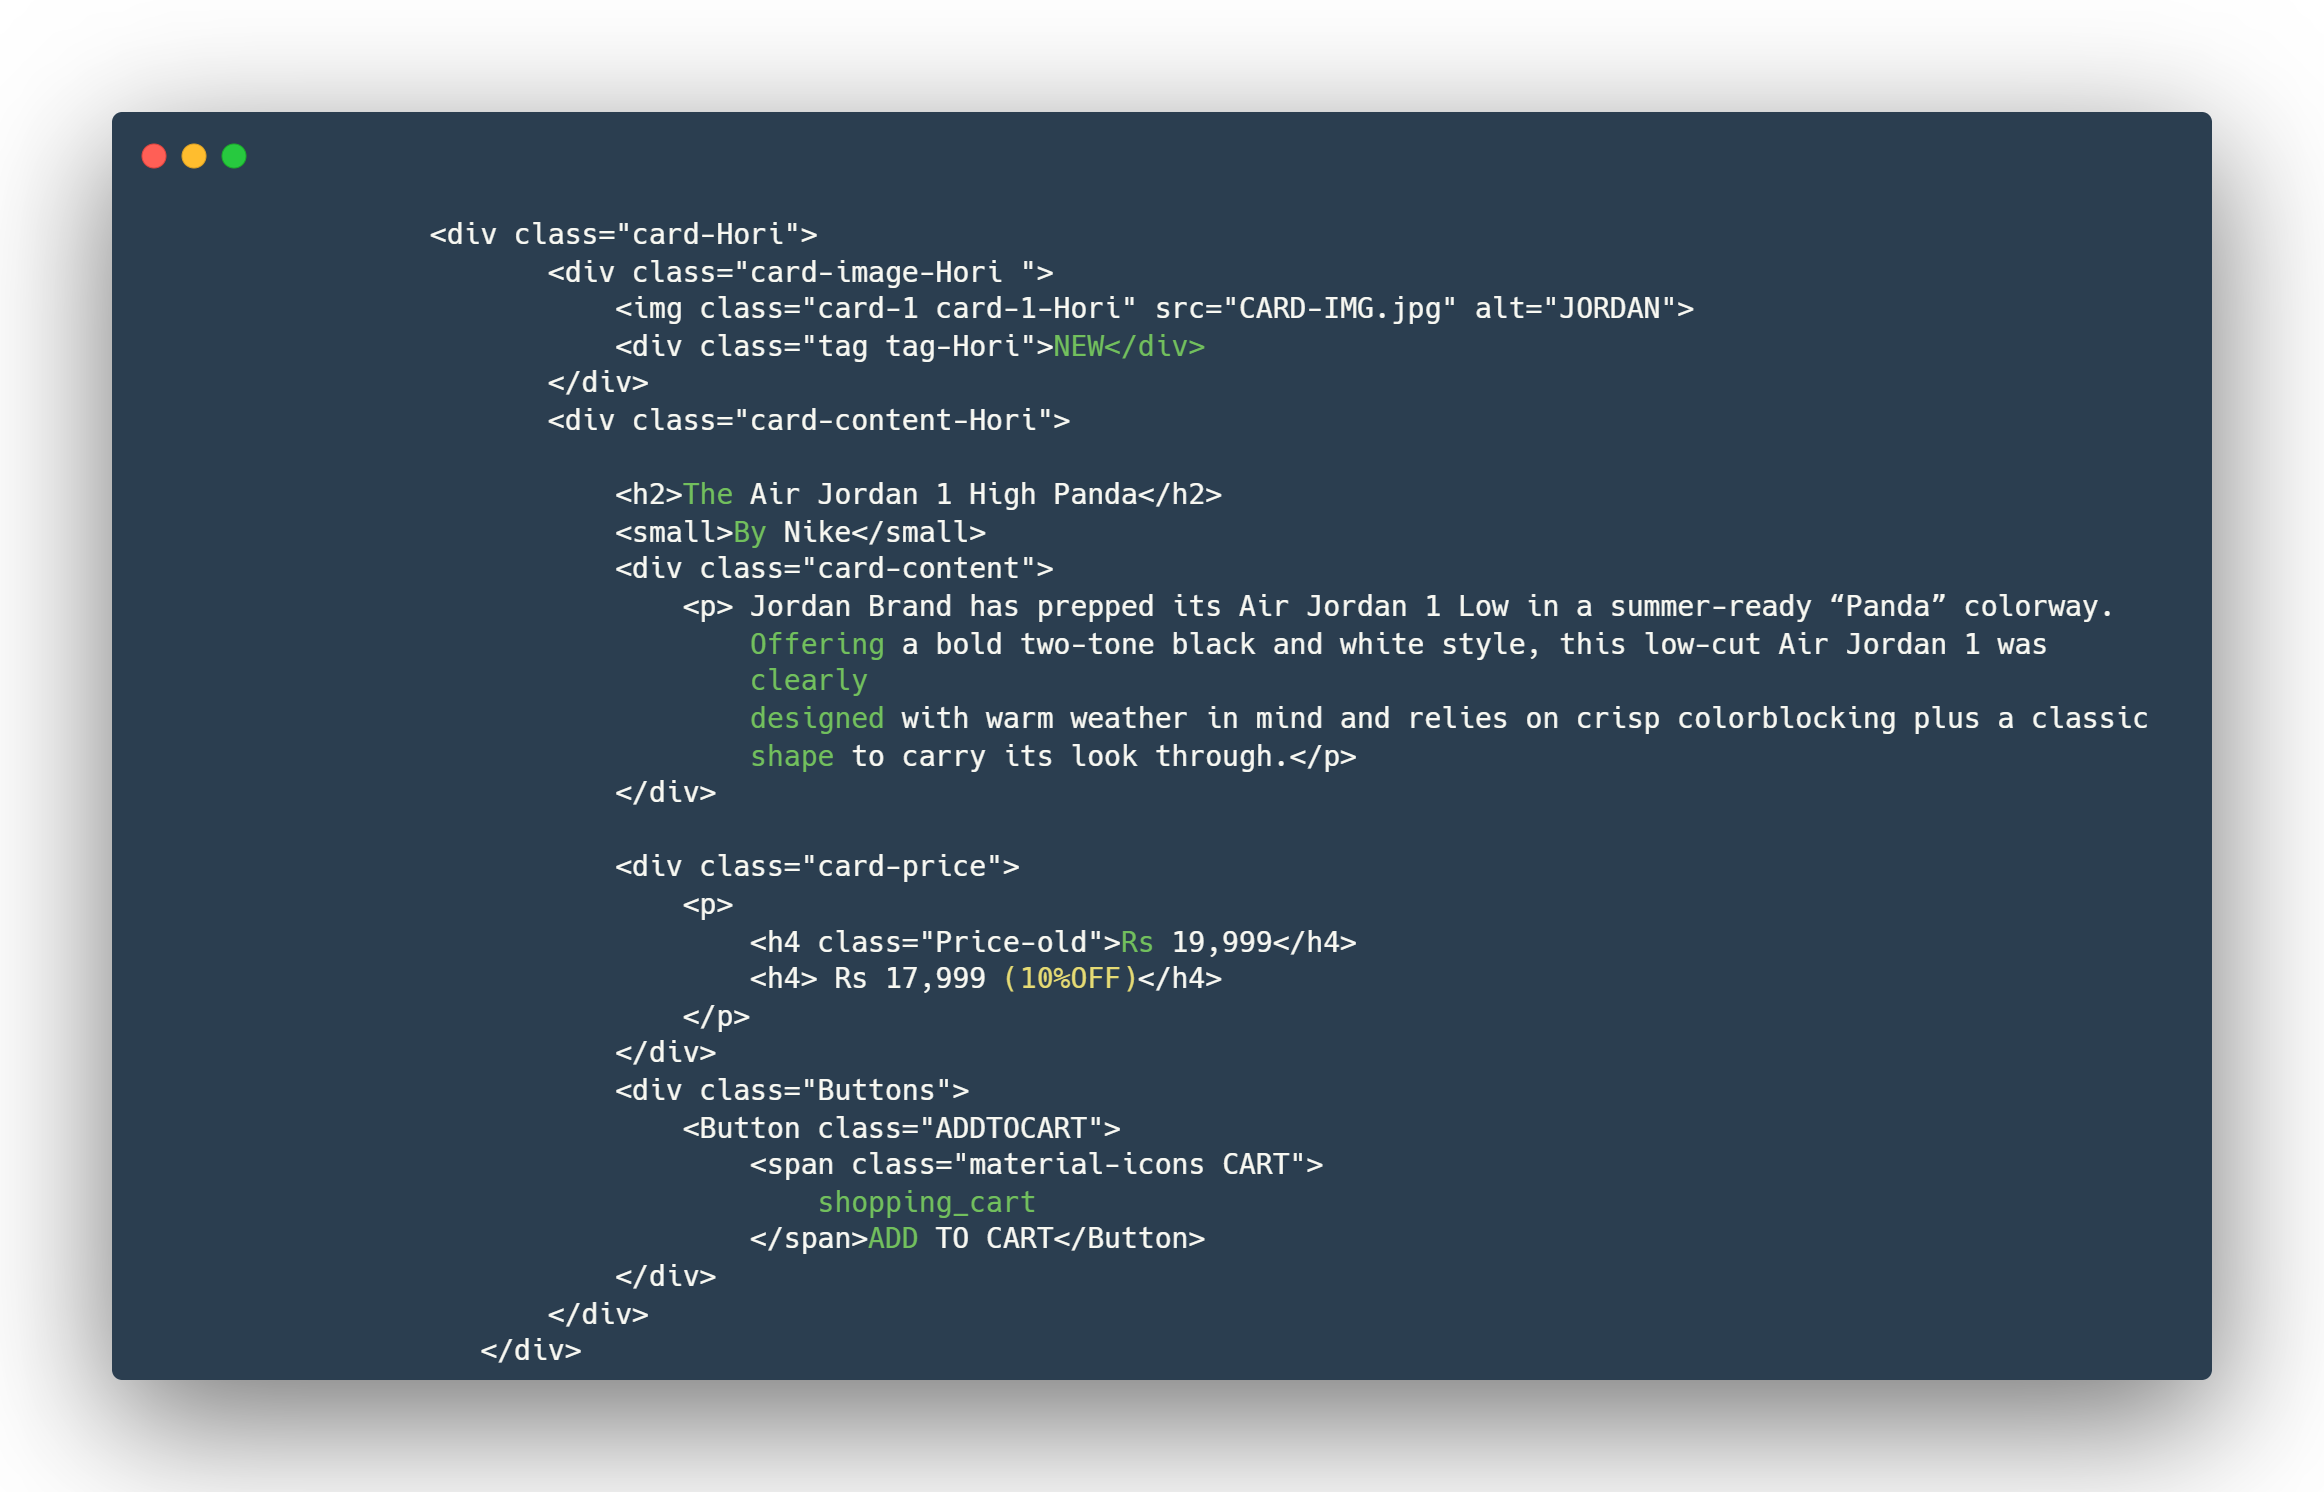 <div class="card-Hori">
<div class="card-image-Hori ">
<img class="card-1 card-1-Hori" src="CARD-IMG.jpg" alt="JORDAN">
<div class="tag tag-Hori">NEW</div>
</div>
<div class="card-content-Hori">
<h2>The Air Jordan 1 High Panda</h2>
<small>By Nike</small>
<div class="card-content">
<p> Jordan Brand has prepped its Air Jordan 1 Low in a summer-ready “Panda” colorway.
Offering a bold two-tone black and white style, this low-cut Air Jordan 1 was
clearly
designed with warm weather in mind and relies on crisp colorblocking plus a classic
shape to carry its look through.</p>
</div>
<div class="card-price">
<p>
<h4 class="Price-old">Rs 19,999</h4>
<h4> Rs 17,999 (10%OFF)</h4>
</p>
</div>
<div class="Buttons">
<Button class="ADDTOCART">
<span class="material-icons CART">
shopping_cart
</span>ADD TO CART</Button>
</div>
</div>
</div>